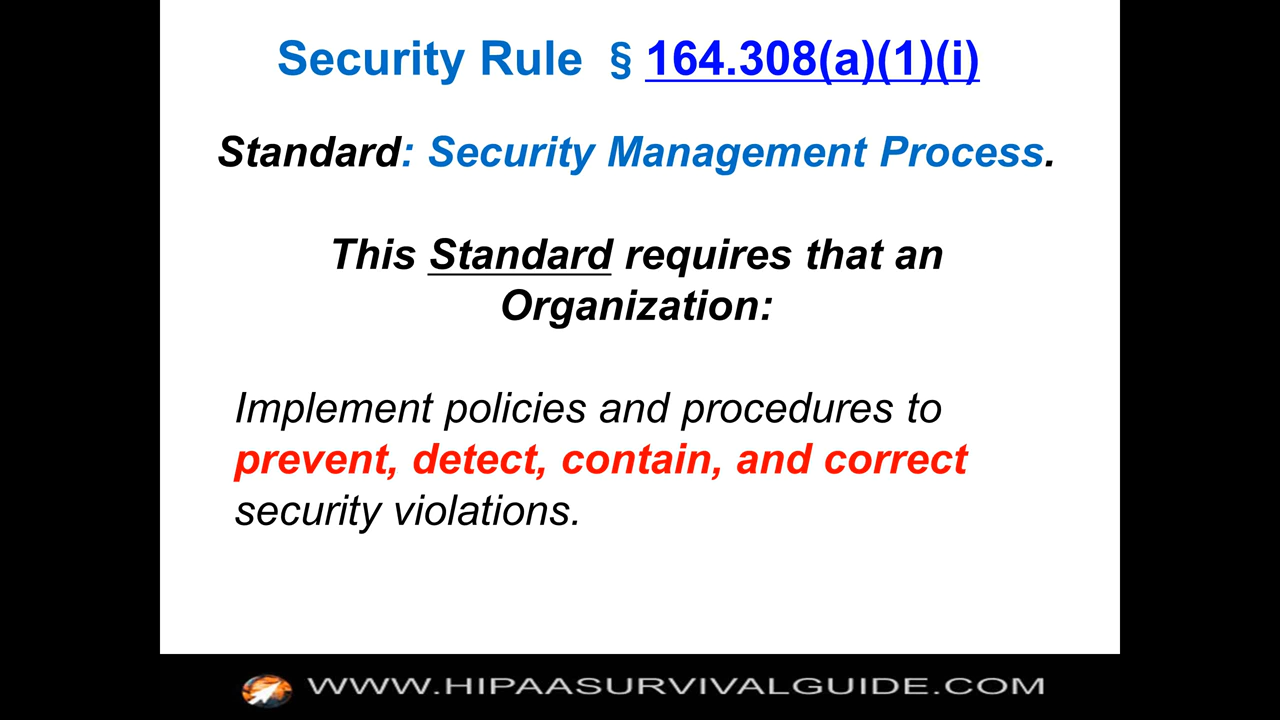 Security Rule § 164.308(a)(1)(i)
Standard: Security Management Process.
This Standard requires that an
Organization:
Implement policies and procedures to
prevent, detect, contain, and correct
security violations.
WWW.HIPAASURVIVALGUIDE.COM